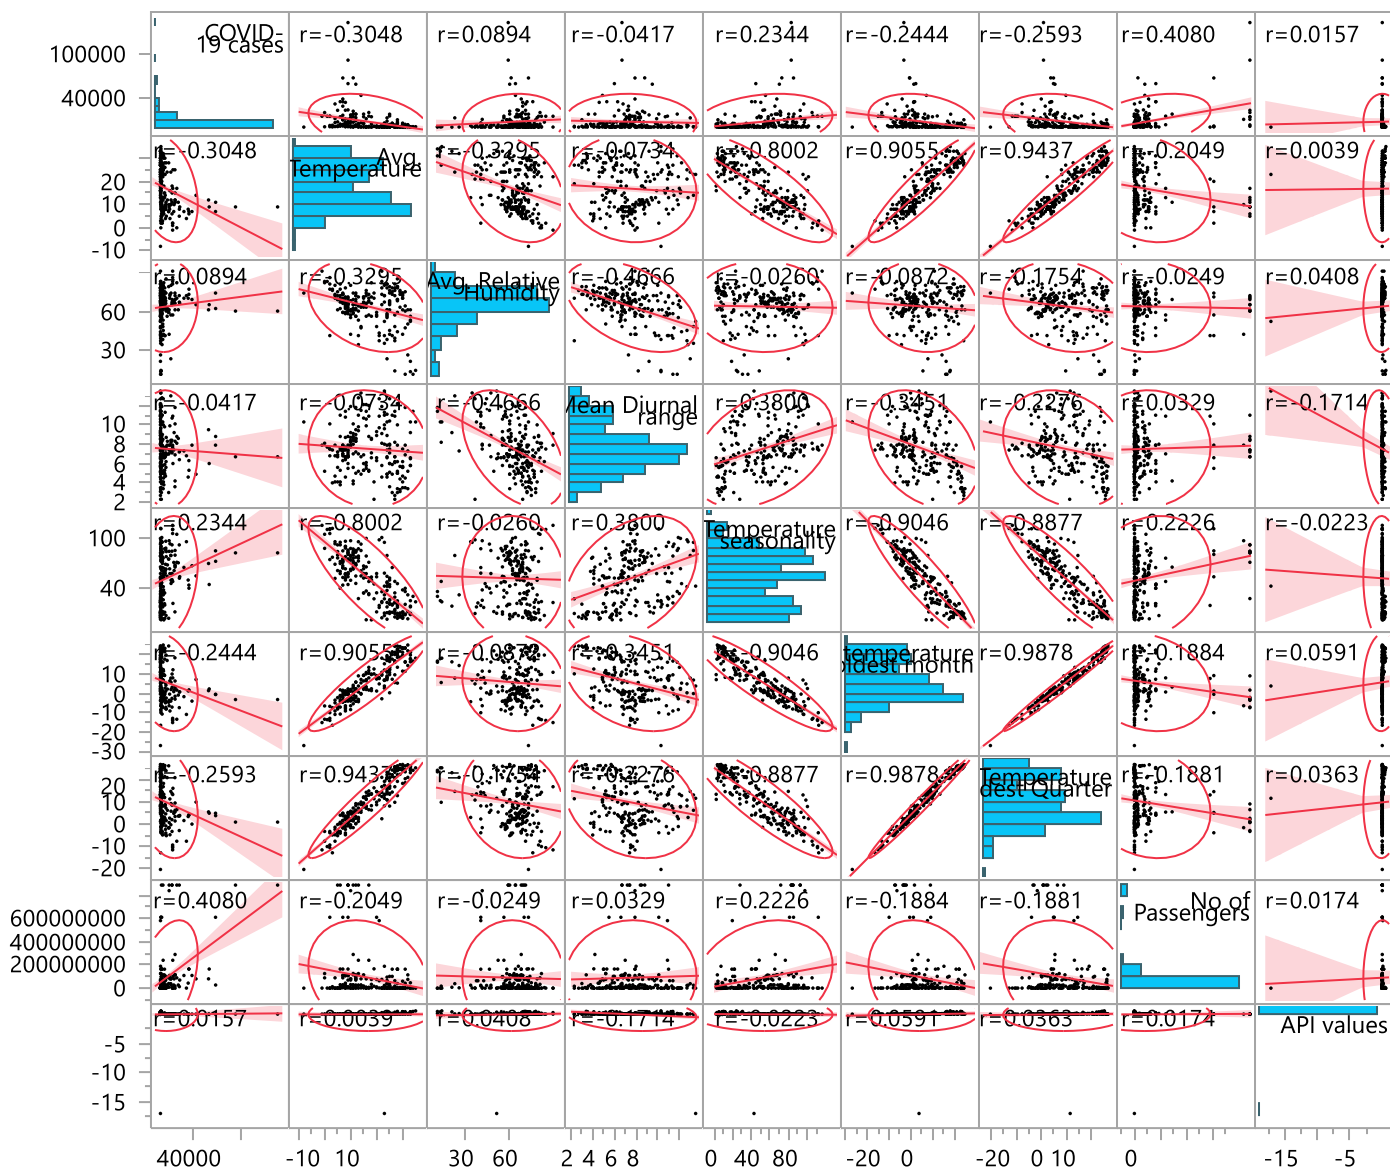 COVID-
19 cases
r=-0.3048
r=0.0894
r=-0.0417
r=0.2344
r=-0.2444
r=-0.2593
r=0.4080
r=0.0157
100000
40000
r=-0.3048
Avg.
Temperature
r=-0.3295
r=-0.0734
r=-0.8002
r=0.9055
r=0.9437
r=-0.2049
r=0.0039
20
10
0
-10
r=0.0894
r=-0.3295
Avg. Relative
Humidity
r=-0.4666
r=-0.0260
r=-0.0872
r=-0.1754
r=-0.0249
r=0.0408
60
30
r=-0.0417
r=-0.0734
r=-0.4666
Mean Diurnal
range
r=0.3800
r=-0.3451
r=-0.2276
r=0.0329
r=-0.1714
10
8
6
4
2
r=0.2344
r=-0.8002
r=-0.0260
r=0.3800
Temperature
seasonality
r=-0.9046
r=-0.8877
r=0.2226
r=-0.0223
100
40
r=-0.2444
r=0.9055
r=-0.0872
r=-0.3451
r=-0.9046
temperature
oldest month
r=0.9878
r=-0.1884
r=0.0591
10
0
-10
-20
-30
r=-0.2593
r=0.9437
r=-0.1754
r=-0.2276
r=-0.8877
r=0.9878
Temperature
dest Quarter
r=-0.1881
r=0.0363
20
10
0
-10
-20
r=0.4080
r=-0.2049
r=-0.0249
r=0.0329
r=0.2226
r=-0.1884
r=-0.1881
No of
Passengers
r=0.0174
600000000
400000000
200000000
0
r=0.0157
r=0.0039
r=0.0408
r=-0.1714
r=-0.0223
r=0.0591
r=0.0363
r=0.0174
API values
-5
-10
-15
40000
-10 10
30 60
2 4 6 8
0 40 80
-20 0
-20 0 10
0
-15 -5